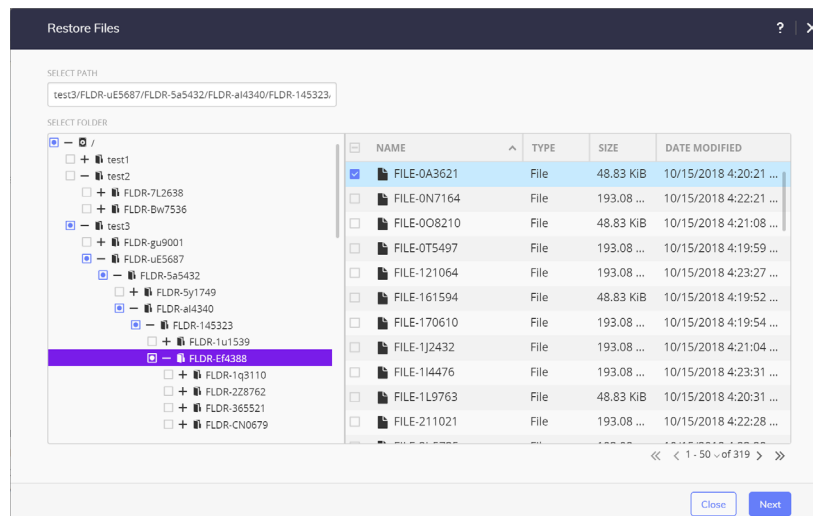 Restore Files
?
SELECT PATH
test3/FLDR-uE5687/FLDR-5a5432/FLDR-al4340/FLDR-145323/
SELECT FOLDER
/
test1
test2
FLDR-7L2638
FLDR-Bw7536
test3
FLDR-gu9001
FLDR-uE5687
FLDR-5a5432
FLDR-5y1749
FLDR-al4340
FLDR-145323
FLDR-1u1539
FLDR-Ef4388
FLDR-1q3110
FLDR-2Z8762
FLDR-365521
FLDR-CN0679
NAME TYPE SIZE DATE MODIFIED
FILE-0A3621 File 48.83 KiB 10/15/2018 4:20:21 ...
FILE-0N7164 File 193.08 ... 10/15/2018 4:22:21 ...
FILE-0O8210 File 48.83 KiB 10/15/2018 4:21:08 ...
FILE-0T5497 File 193.08 ... 10/15/2018 4:19:59 ...
FILE-121064 File 193.08 ... 10/15/2018 4:23:27 ...
FILE-161594 File 48.83 KiB 10/15/2018 4:19:52 ...
FILE-170610 File 193.08 ... 10/15/2018 4:19:54 ...
FILE-1J2432 File 193.08 ... 10/15/2018 4:21:04 ...
FILE-1l4476 File 193.08 ... 10/15/2018 4:23:31 ...
FILE-1L9763 File 48.83 KiB 10/15/2018 4:20:31 ...
FILE-211021 File 193.08 ... 10/15/2018 4:22:28 ...
1 - 50 of 319
Close Next